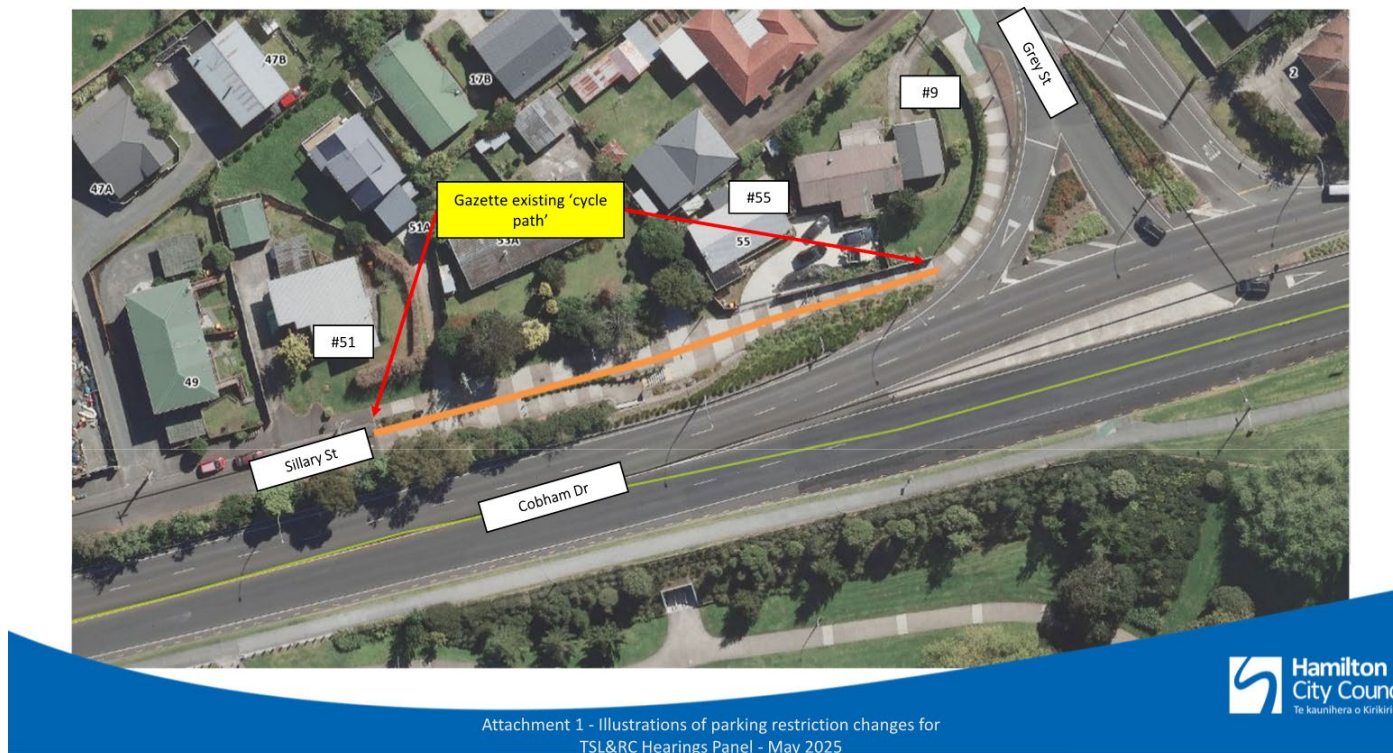 47B
17B
Grey St
#9
2
47A
Gazette existing ‘cycle
path’
#55
51A
53A
55
#51
49
Sillary St
Cobham Dr
Hamilton
City Counc
Te kaunihera o Kirikiri
Attachment 1 - Illustrations of parking restriction changes for
TSL&RC Hearings Panel - May 2025